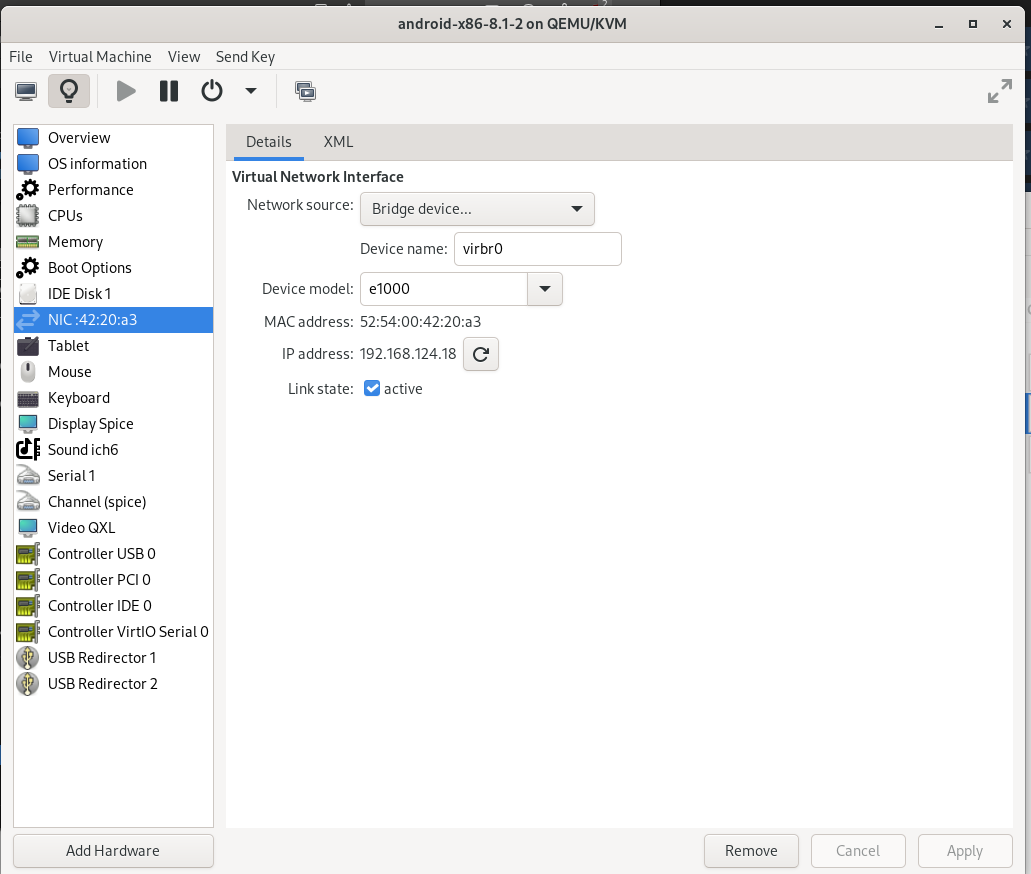 android-x86-8.1-2 on QEMU/KVM
File Virtual Machine View Send Key
Overview
OS information
Performance
CPUs
Memory
Boot Options
IDE Disk 1
NIC :42:20:a3
Tablet
Mouse
Keyboard
Display Spice
Sound ich6
Serial 1
Channel (spice)
Video QXL
Controller USB 0
Controller PCI 0
Controller IDE 0
Controller VirtIO Serial 0
USB Redirector 1
USB Redirector 2
Add Hardware
Details XML
Virtual Network Interface
Network source: Bridge device...
Device name: virbr0
Device model: e1000
MAC address: 52:54:00:42:20:a3
IP address: 192.168.124.18
Link state: active
Remove Cancel Apply